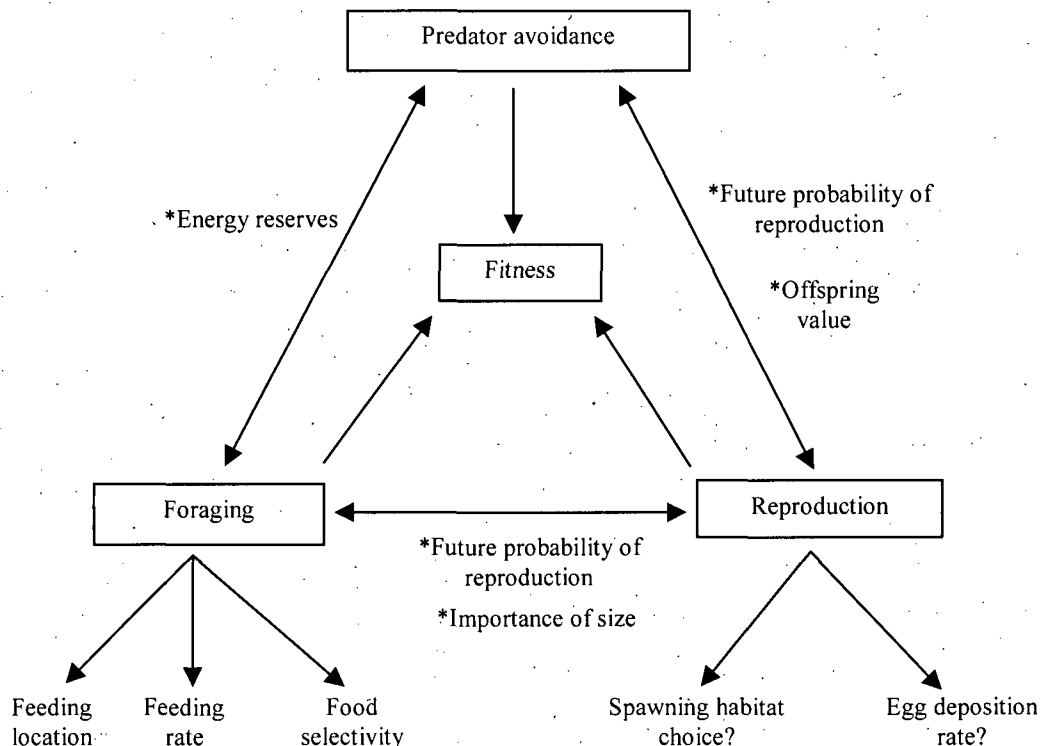 Predator avoidance
*Energy reserves
*Future probability of
reproduction
Fitness
*Offspring
value
Foraging
Reproduction
*Future probability of
reproduction
*Importance of size
Feeding
location
Feeding
rate
Food
selectivity
Spawning habitat
choice?
Egg deposition
rate?